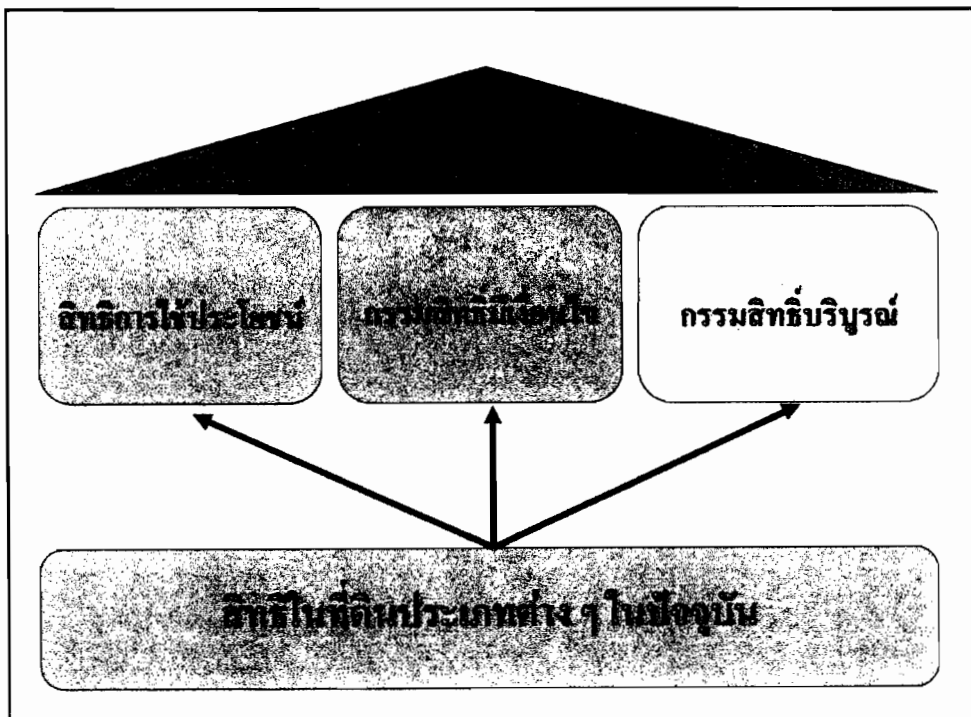 สิทธิการใช้ประโยชน์
กรรมสิทธิ์มีเงื่อนไข
กรรมสิทธิ์บริบูรณ์
สิทธิในที่ดินประเภทต่าง ๆ ในปัจจุบัน